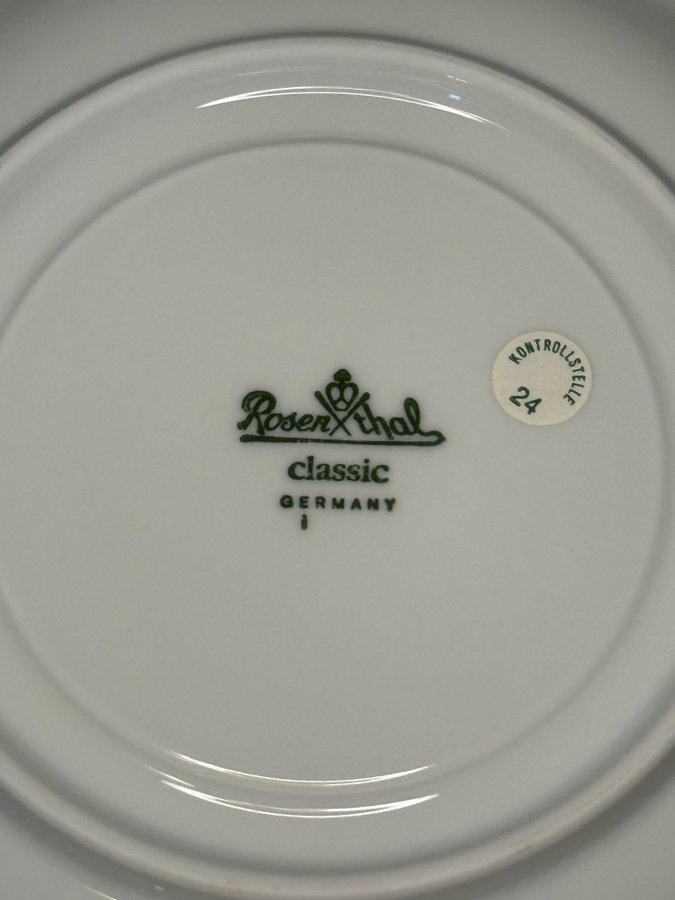 Rosenthal
classic
GERMANY
KONTROLLSTELLE
24